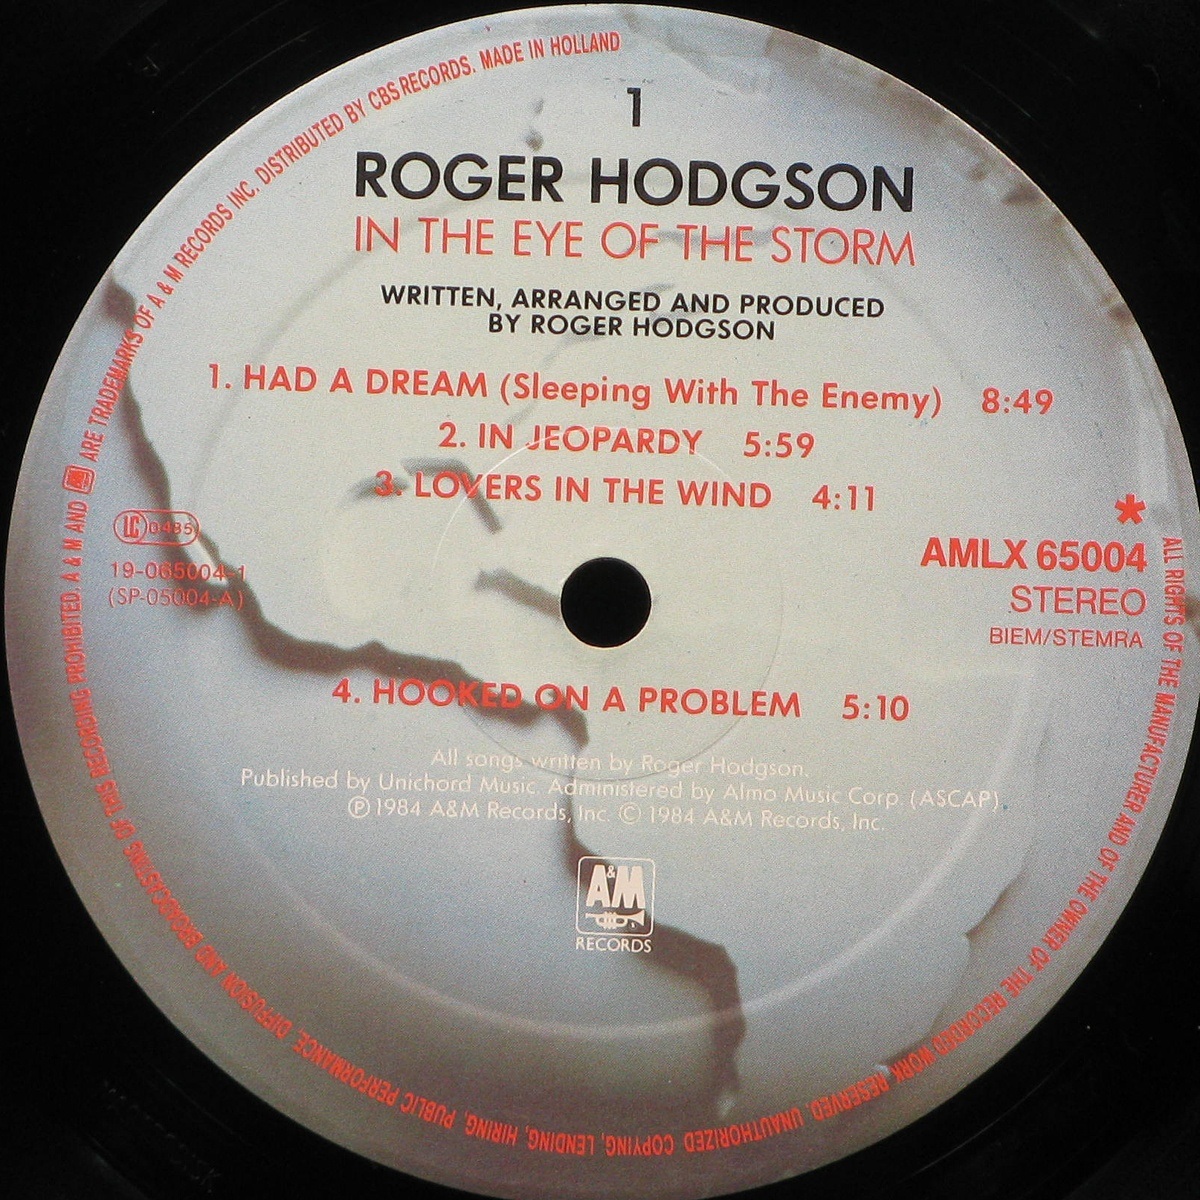 1
ROGER HODGSON
IN THE EYE OF THE STORM
WRITTEN, ARRANGED AND PRODUCED
BY ROGER HODGSON
1. HAD A DREAM (Sleeping With The Enemy) 8:49
2. IN JEOPARDY 5:59
3. LOVERS IN THE WIND 4:11
LC 0485
19-065004-1
(SP-05004-A)
*
AMLX 65004
STEREO
BIEM/STEMRA
4. HOOKED ON A PROBLEM 5:10
All songs written by Roger Hodgson.
Published by Unichord Music. Administered by Almo Music Corp. (ASCAP).
℗ 1984 A&M Records, Inc. © 1984 A&M Records, Inc.
A&M
RECORDS
ALL RIGHTS OF THE MANUFACTURER AND OF THE OWNER OF THE RECORDED WORK RESERVED. UNAUTHORIZED COPYING, LENDING, HIRING, PUBLIC PERFORMANCE, DIFFUSION AND BROADCASTING OF THIS RECORDING PROHIBITED. A & M AND ARE TRADEMARKS OF A & M RECORDS INC. DISTRIBUTED BY CBS RECORDS. MADE IN HOLLAND